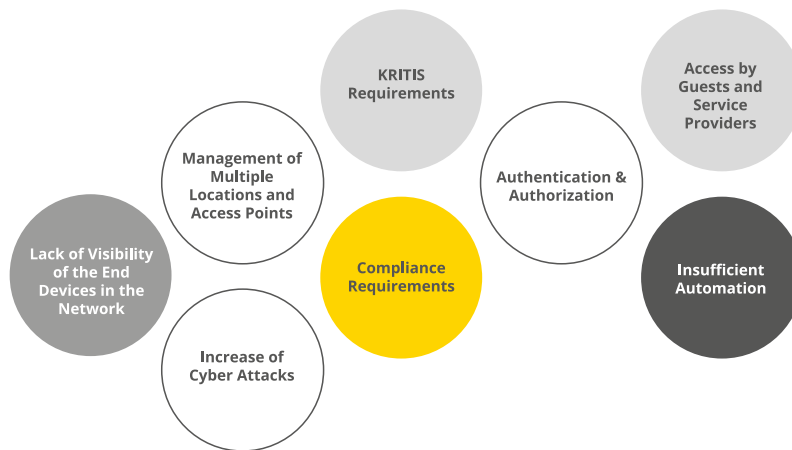 KRITIS
Requirements
Access by
Guests and
Service
Providers
Management of
Multiple
Locations and
Access Points
Authentication &
Authorization
Lack of Visibility
of the End
Devices in the
Network
Compliance
Requirements
Insufficient
Automation
Increase of
Cyber Attacks